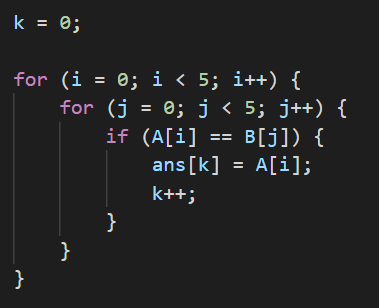 k = 0;
for (i = 0; i < 5; i++) {
    for (j = 0; j < 5; j++) {
        if (A[i] == B[j]) {
            ans[k] = A[i];
            k++;
        }
    }
}